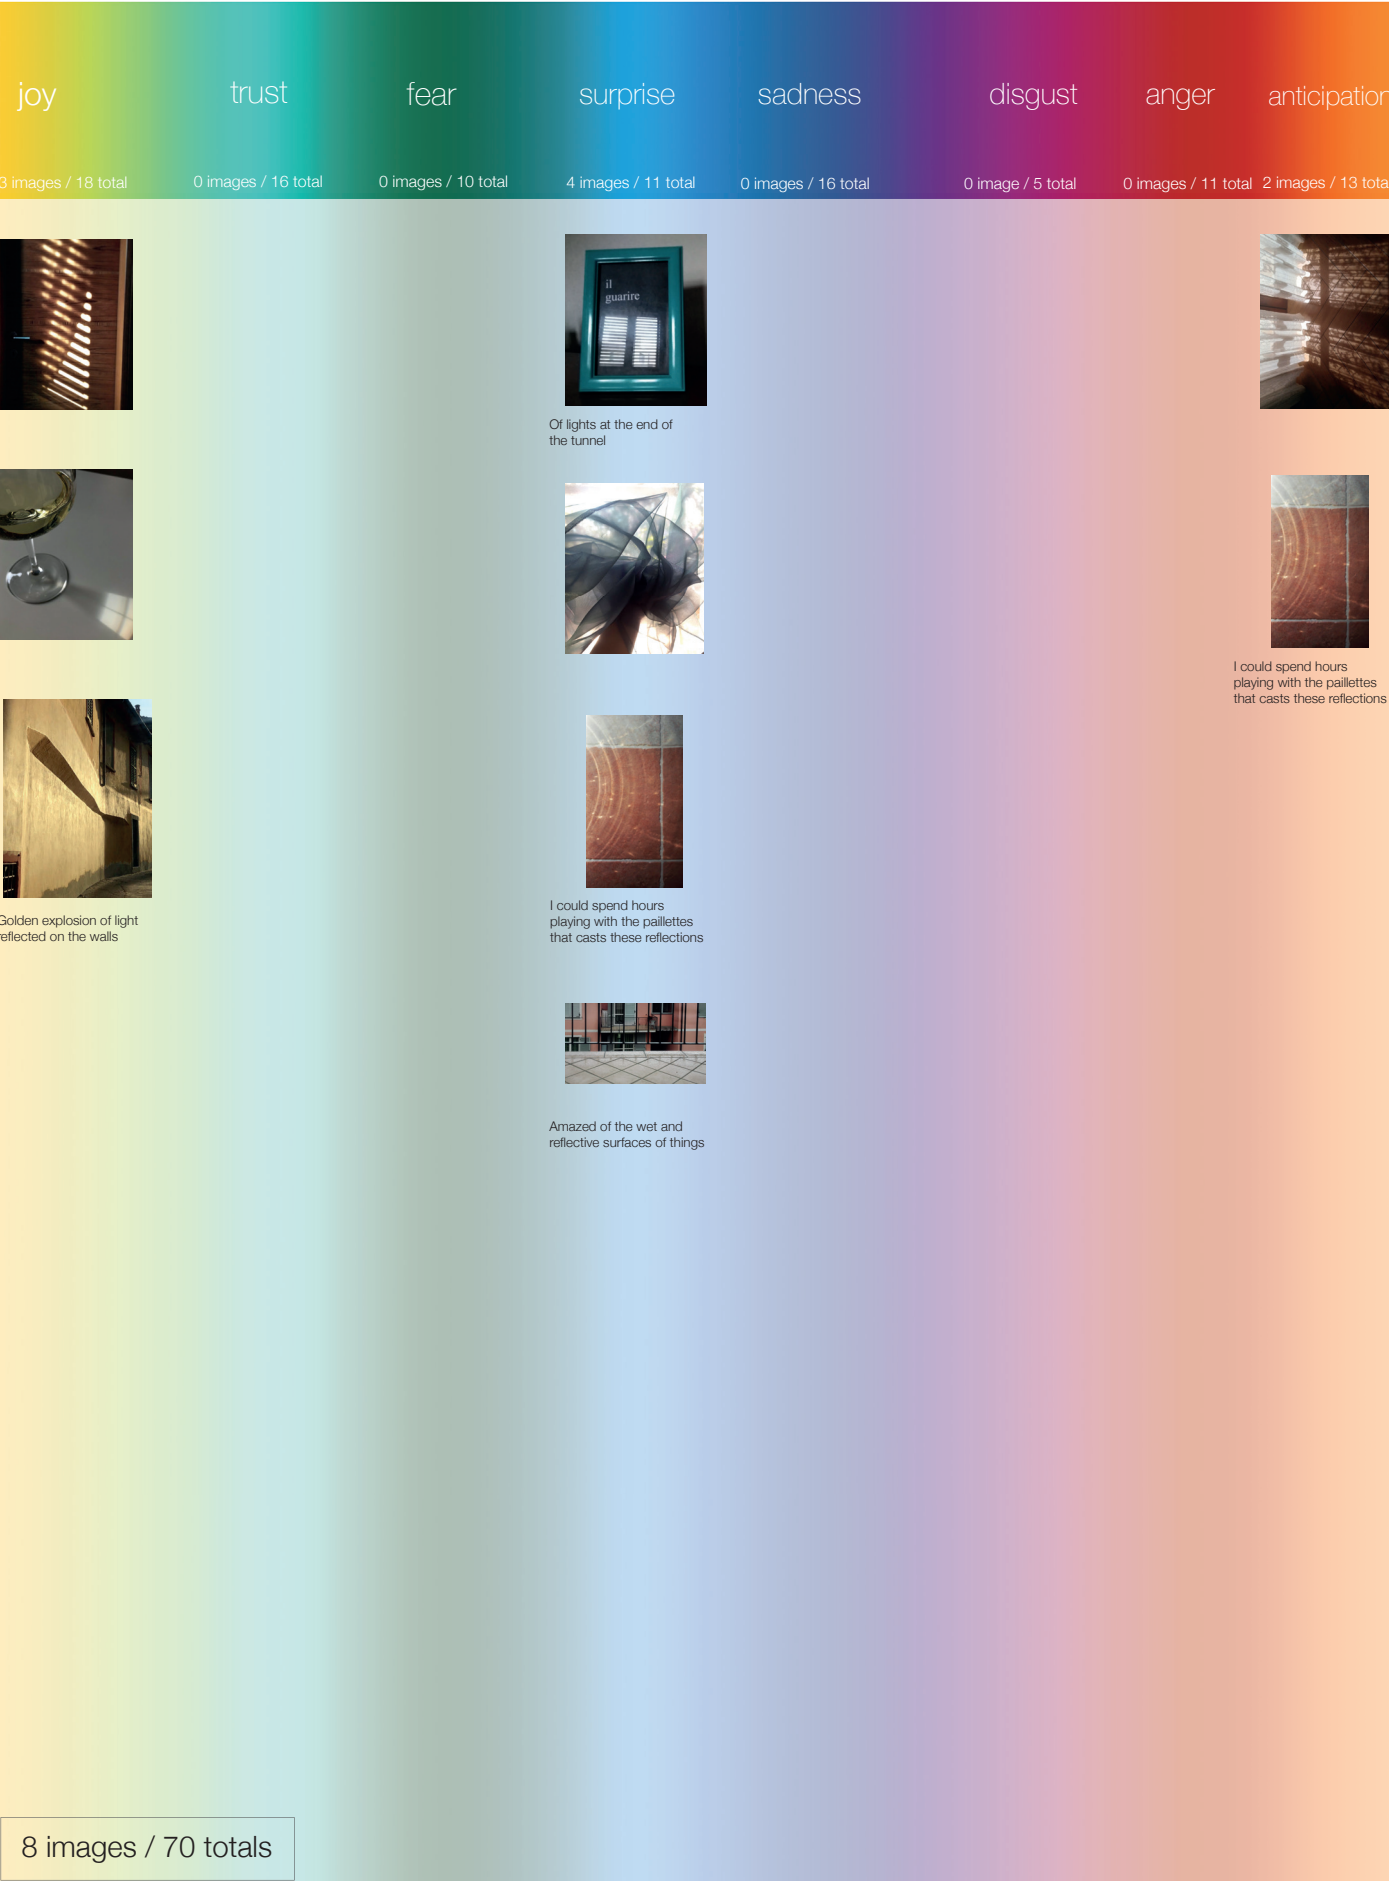 joy
trust
fear
surprise
sadness
disgust
anger
anticipation
3 images / 18 total
0 images / 16 total
0 images / 10 total
4 images / 11 total
0 images / 16 total
0 image / 5 total
0 images / 11 total
2 images / 13 total
il
guarire
Of lights at the end of
the tunnel
I could spend hours
playing with the paillettes
that casts these reflections
I could spend hours
playing with the paillettes
that casts these reflections
Golden explosion of light
reflected on the walls
Amazed of the wet and
reflective surfaces of things
8 images / 70 totals